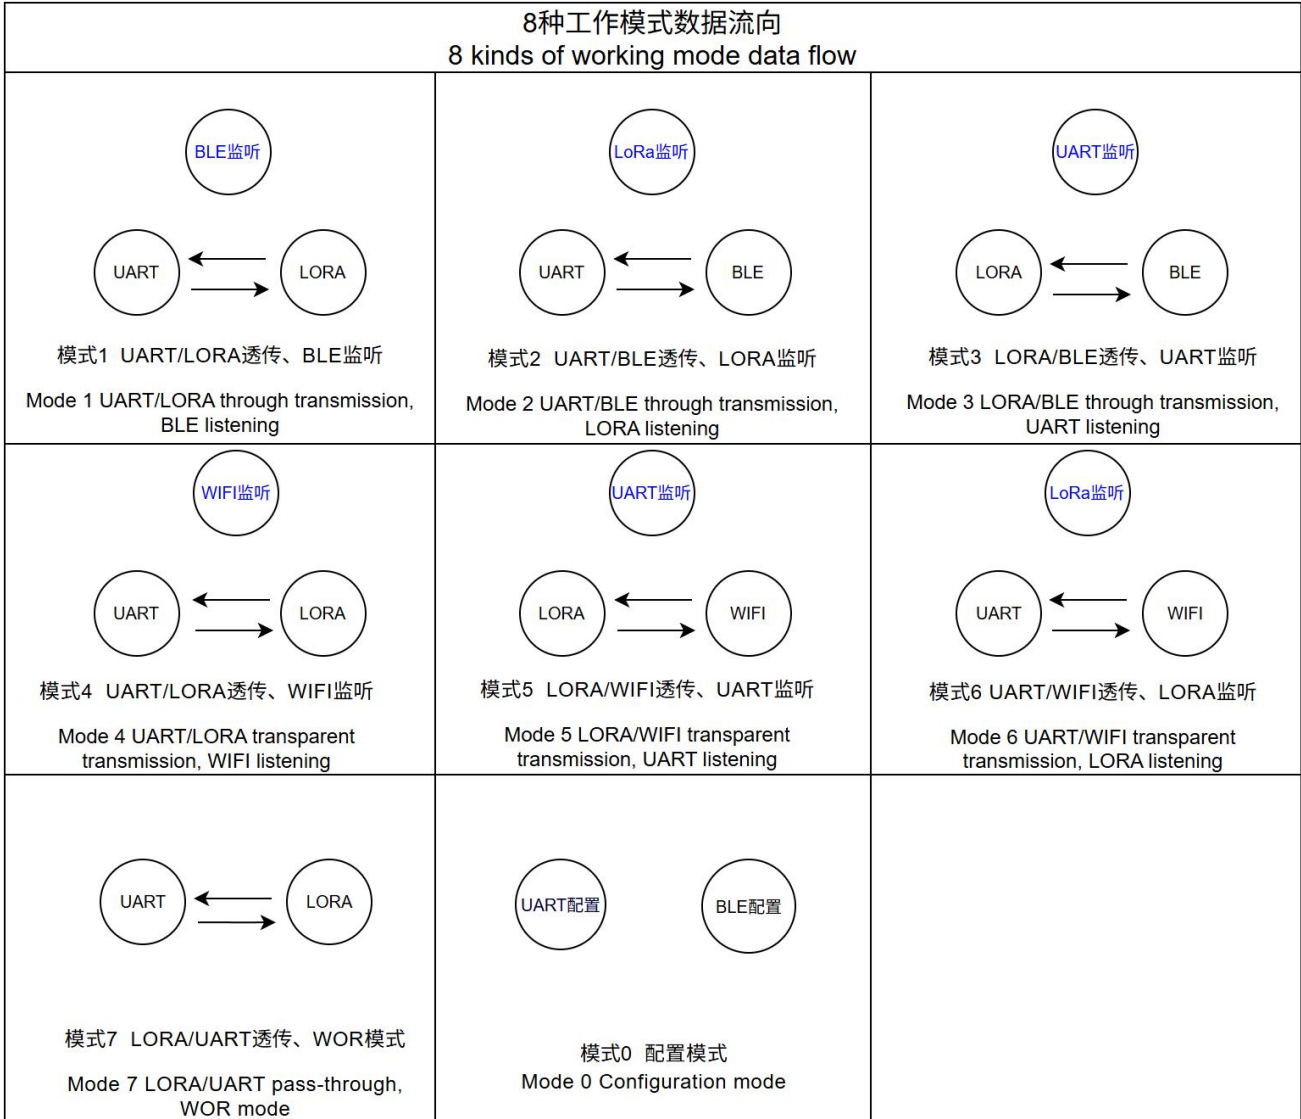 8种工作模式数据流向
8 kinds of working mode data flow
BLE监听
UART
LORA
模式1 UART/LORA透传、BLE监听
Mode 1 UART/LORA through transmission,
BLE listening
LoRa监听
UART
BLE
模式2 UART/BLE透传、LORA监听
Mode 2 UART/BLE through transmission,
LORA listening
UART监听
LORA
BLE
模式3 LORA/BLE透传、UART监听
Mode 3 LORA/BLE through transmission,
UART listening
WIFI监听
UART
LORA
模式4 UART/LORA透传、WIFI监听
Mode 4 UART/LORA transparent
transmission, WIFI listening
UART监听
LORA
WIFI
模式5 LORA/WIFI透传、UART监听
Mode 5 LORA/WIFI transparent
transmission, UART listening
LoRa监听
UART
WIFI
模式6 UART/WIFI透传、LORA监听
Mode 6 UART/WIFI transparent
transmission, LORA listening
UART
LORA
模式7 LORA/UART透传、WOR模式
Mode 7 LORA/UART pass-through,
WOR mode
UART配置
BLE配置
模式0 配置模式
Mode 0 Configuration mode